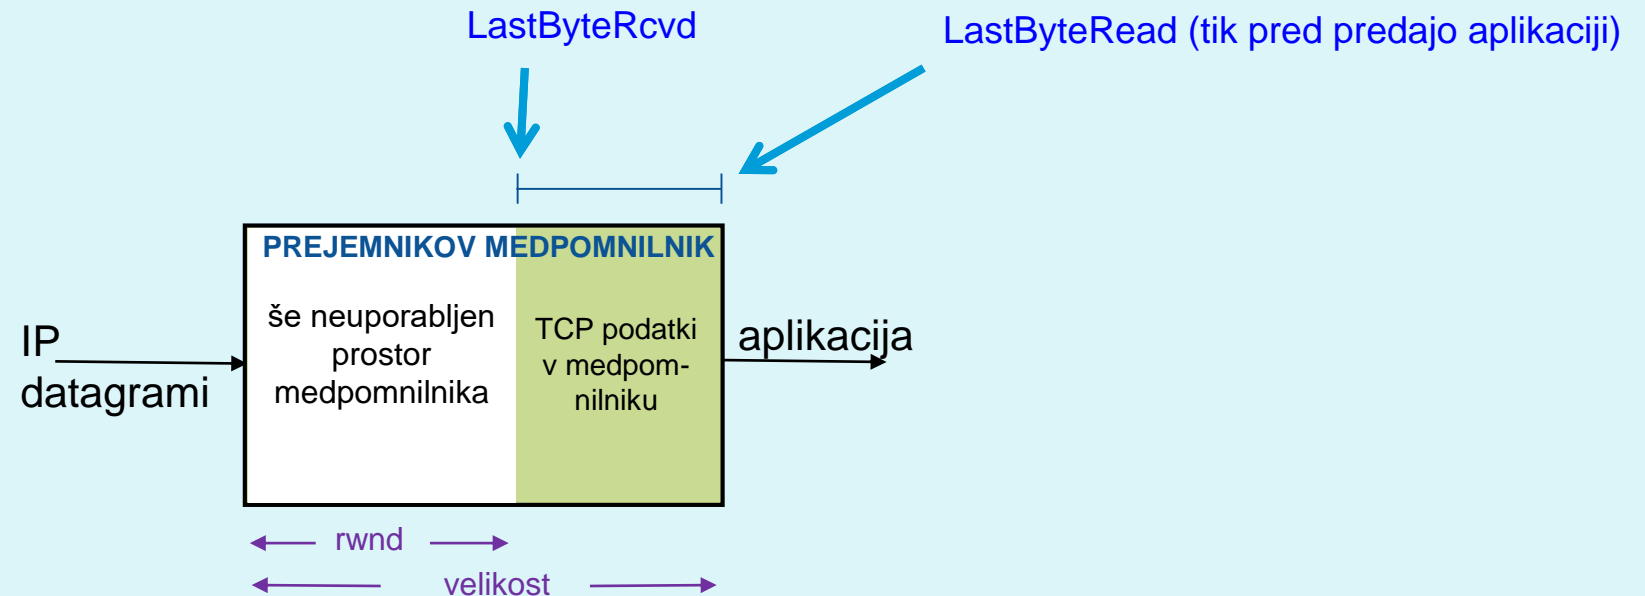 LastByteRcvd
LastByteRead (tik pred predajo aplikaciji)
PREJEMNIKOV MEDPOMNILNIK
IP
datagrami
še neuporabljen
prostor
medpomnilnika
TCP podatki
v medpom-
nilniku
aplikacija
rwnd
velikost